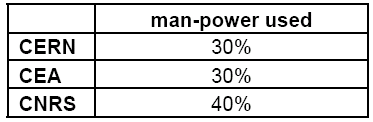 man-power used
CERN 30%
CEA 30%
CNRS 40%